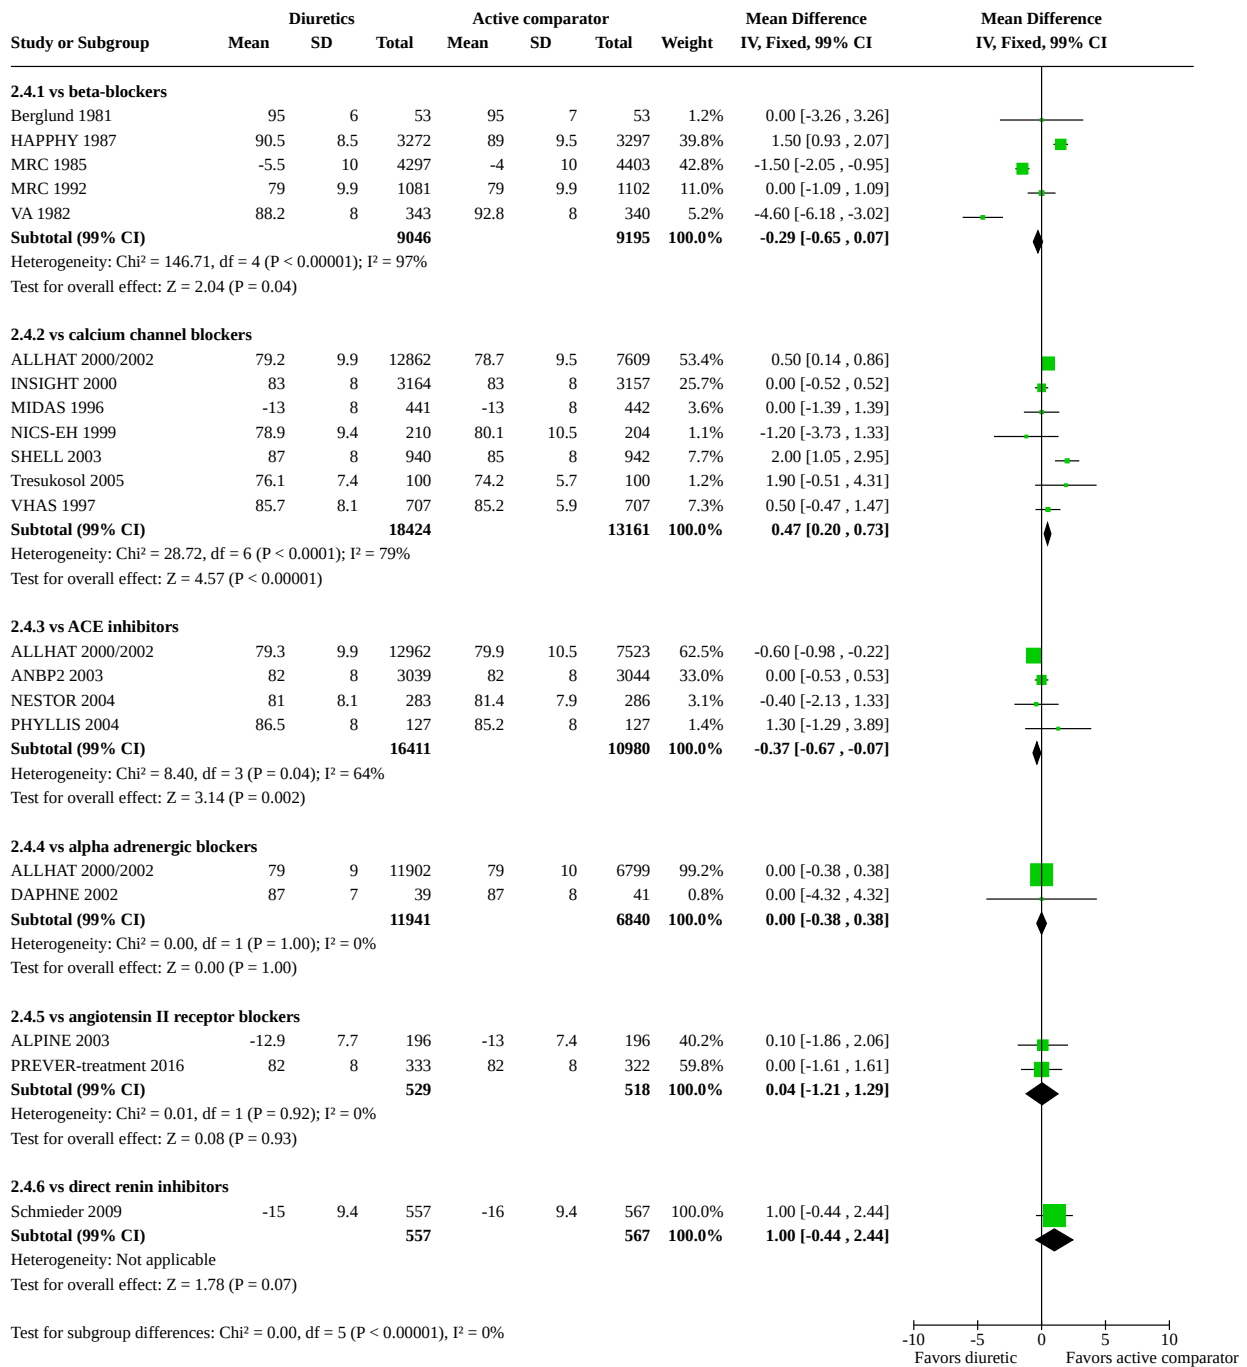 Diuretics Active comparator Mean Difference Mean Difference
Study or Subgroup Mean SD Total Mean SD Total Weight IV, Fixed, 99% CI IV, Fixed, 99% CI
2.4.1 vs beta-blockers
Berglund 1981 95 6 53 95 7 53 1.2% 0.00 [-3.26 , 3.26]
HAPPHY 1987 90.5 8.5 3272 89 9.5 3297 39.8% 1.50 [0.93 , 2.07]
MRC 1985 -5.5 10 4297 -4 10 4403 42.8% -1.50 [-2.05 , -0.95]
MRC 1992 79 9.9 1081 79 9.9 1102 11.0% 0.00 [-1.09 , 1.09]
VA 1982 88.2 8 343 92.8 8 340 5.2% -4.60 [-6.18 , -3.02]
Subtotal (99% CI) 9046 9195 100.0% -0.29 [-0.65 , 0.07]
Heterogeneity: Chi² = 146.71, df = 4 (P < 0.00001); I² = 97%
Test for overall effect: Z = 2.04 (P = 0.04)
2.4.2 vs calcium channel blockers
ALLHAT 2000/2002 79.2 9.9 12862 78.7 9.5 7609 53.4% 0.50 [0.14 , 0.86]
INSIGHT 2000 83 8 3164 83 8 3157 25.7% 0.00 [-0.52 , 0.52]
MIDAS 1996 -13 8 441 -13 8 442 3.6% 0.00 [-1.39 , 1.39]
NICS-EH 1999 78.9 9.4 210 80.1 10.5 204 1.1% -1.20 [-3.73 , 1.33]
SHELL 2003 87 8 940 85 8 942 7.7% 2.00 [1.05 , 2.95]
Tresukosol 2005 76.1 7.4 100 74.2 5.7 100 1.2% 1.90 [-0.51 , 4.31]
VHAS 1997 85.7 8.1 707 85.2 5.9 707 7.3% 0.50 [-0.47 , 1.47]
Subtotal (99% CI) 18424 13161 100.0% 0.47 [0.20 , 0.73]
Heterogeneity: Chi² = 28.72, df = 6 (P < 0.0001); I² = 79%
Test for overall effect: Z = 4.57 (P < 0.00001)
2.4.3 vs ACE inhibitors
ALLHAT 2000/2002 79.3 9.9 12962 79.9 10.5 7523 62.5% -0.60 [-0.98 , -0.22]
ANBP2 2003 82 8 3039 82 8 3044 33.0% 0.00 [-0.53 , 0.53]
NESTOR 2004 81 8.1 283 81.4 7.9 286 3.1% -0.40 [-2.13 , 1.33]
PHYLLIS 2004 86.5 8 127 85.2 8 127 1.4% 1.30 [-1.29 , 3.89]
Subtotal (99% CI) 16411 10980 100.0% -0.37 [-0.67 , -0.07]
Heterogeneity: Chi² = 8.40, df = 3 (P = 0.04); I² = 64%
Test for overall effect: Z = 3.14 (P = 0.002)
2.4.4 vs alpha adrenergic blockers
ALLHAT 2000/2002 79 9 11902 79 10 6799 99.2% 0.00 [-0.38 , 0.38]
DAPHNE 2002 87 7 39 87 8 41 0.8% 0.00 [-4.32 , 4.32]
Subtotal (99% CI) 11941 6840 100.0% 0.00 [-0.38 , 0.38]
Heterogeneity: Chi² = 0.00, df = 1 (P = 1.00); I² = 0%
Test for overall effect: Z = 0.00 (P = 1.00)
2.4.5 vs angiotensin II receptor blockers
ALPINE 2003 -12.9 7.7 196 -13 7.4 196 40.2% 0.10 [-1.86 , 2.06]
PREVER-treatment 2016 82 8 333 82 8 322 59.8% 0.00 [-1.61 , 1.61]
Subtotal (99% CI) 529 518 100.0% 0.04 [-1.21 , 1.29]
Heterogeneity: Chi² = 0.01, df = 1 (P = 0.92); I² = 0%
Test for overall effect: Z = 0.08 (P = 0.93)
2.4.6 vs direct renin inhibitors
Schmieder 2009 -15 9.4 557 -16 9.4 567 100.0% 1.00 [-0.44 , 2.44]
Subtotal (99% CI) 557 567 100.0% 1.00 [-0.44 , 2.44]
Heterogeneity: Not applicable
Test for overall effect: Z = 1.78 (P = 0.07)
Test for subgroup differences: Chi² = 0.00, df = 5 (P < 0.00001), I² = 0%
-10 -5 0 5 10
Favors diuretic Favors active comparator